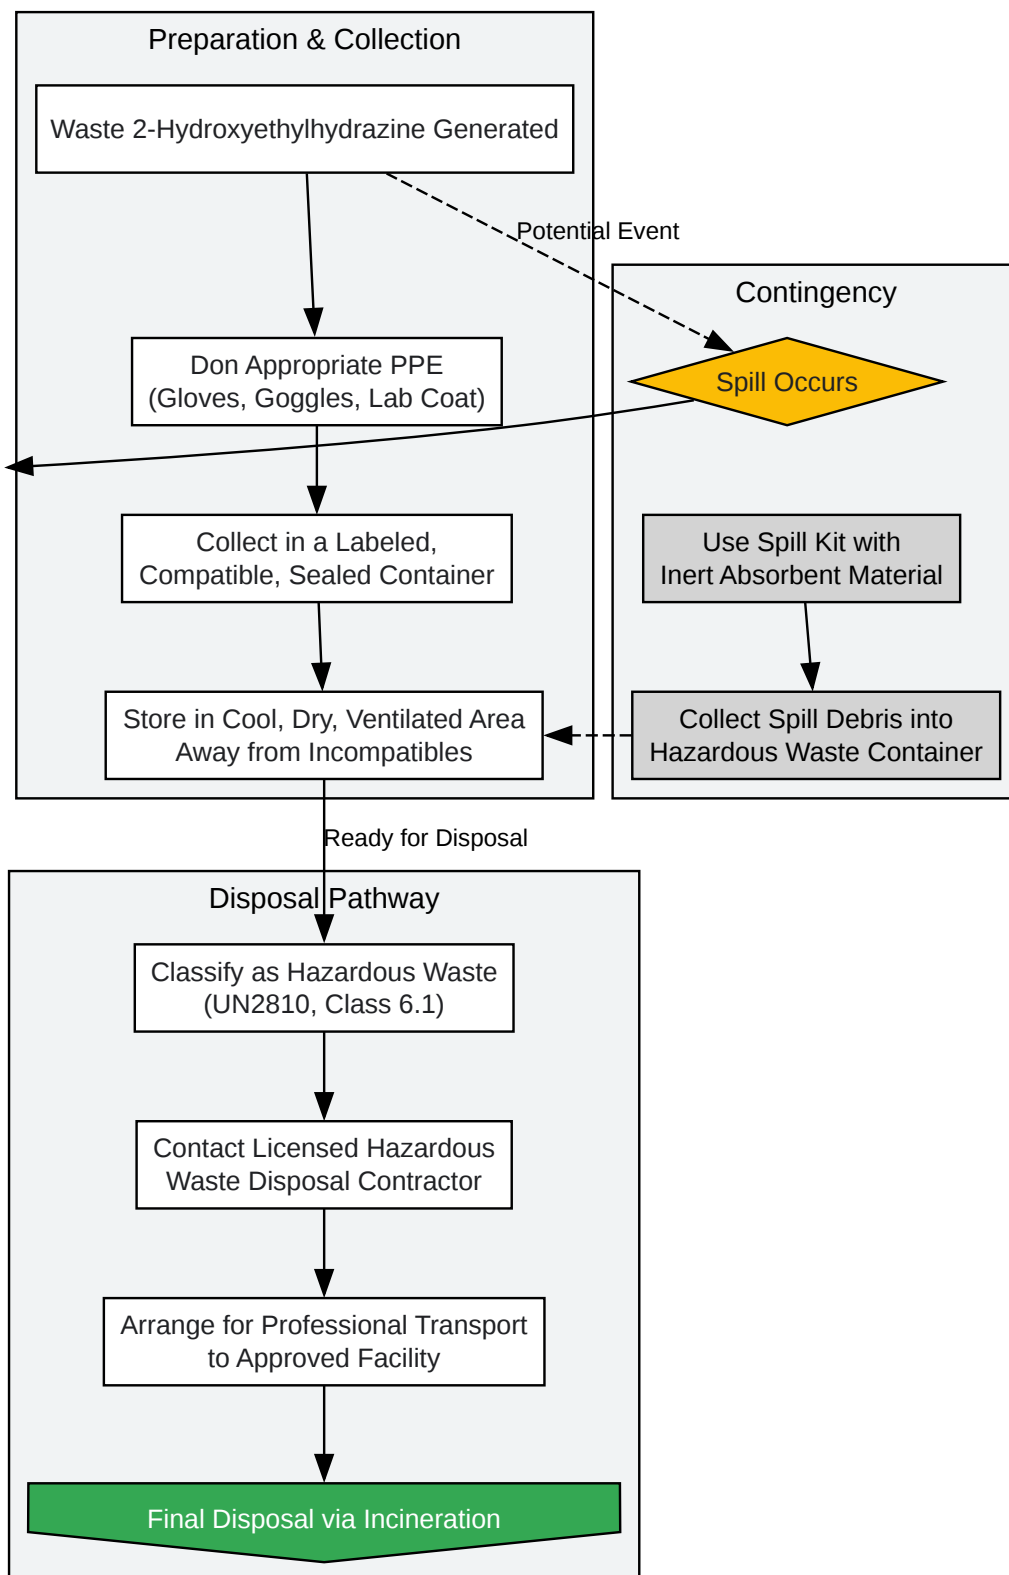 Preparation & Collection
Waste 2-Hydroxyethylhydrazine Generated
Potential Event
Contingency
Don Appropriate PPE
(Gloves, Goggles, Lab Coat)
Spill Occurs
Collect in a Labeled,
Compatible, Sealed Container
Use Spill Kit with
Inert Absorbent Material
Store in Cool, Dry, Ventilated Area
Away from Incompatibles
Collect Spill Debris into
Hazardous Waste Container
Ready for Disposal
Disposal Pathway
Classify as Hazardous Waste
(UN2810, Class 6.1)
Contact Licensed Hazardous
Waste Disposal Contractor
Arrange for Professional Transport
to Approved Facility
Final Disposal via Incineration